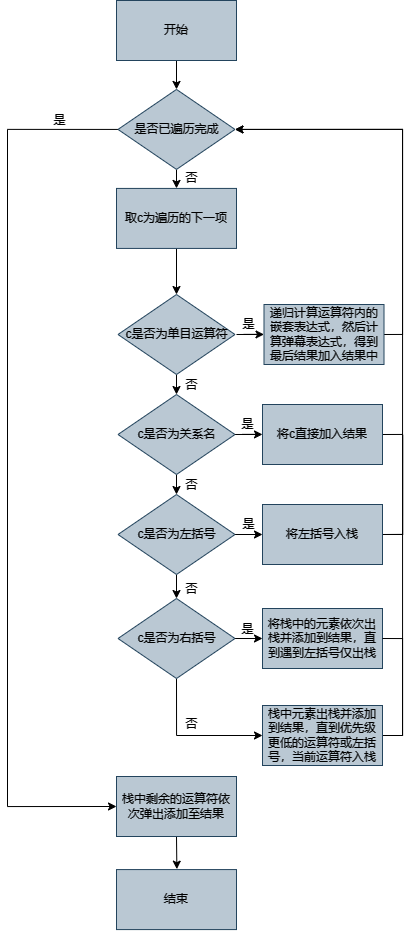 开始
是否已遍历完成
是
否
取c为遍历的下一项
c是否为单目运算符
是
递归计算运算符内的
嵌套表达式，然后计
算弹幕表达式，得到
最后结果加入结果中
否
c是否为关系名
是
将c直接加入结果
否
c是否为左括号
是
将左括号入栈
否
c是否为右括号
是
将栈中的元素依次出
栈并添加到结果，直
到遇到左括号仅出栈
否
栈中元素出栈并添加
到结果，直到优先级
更低的运算符或左括
号，当前运算符入栈
栈中剩余的运算符依
次弹出添加至结果
结束